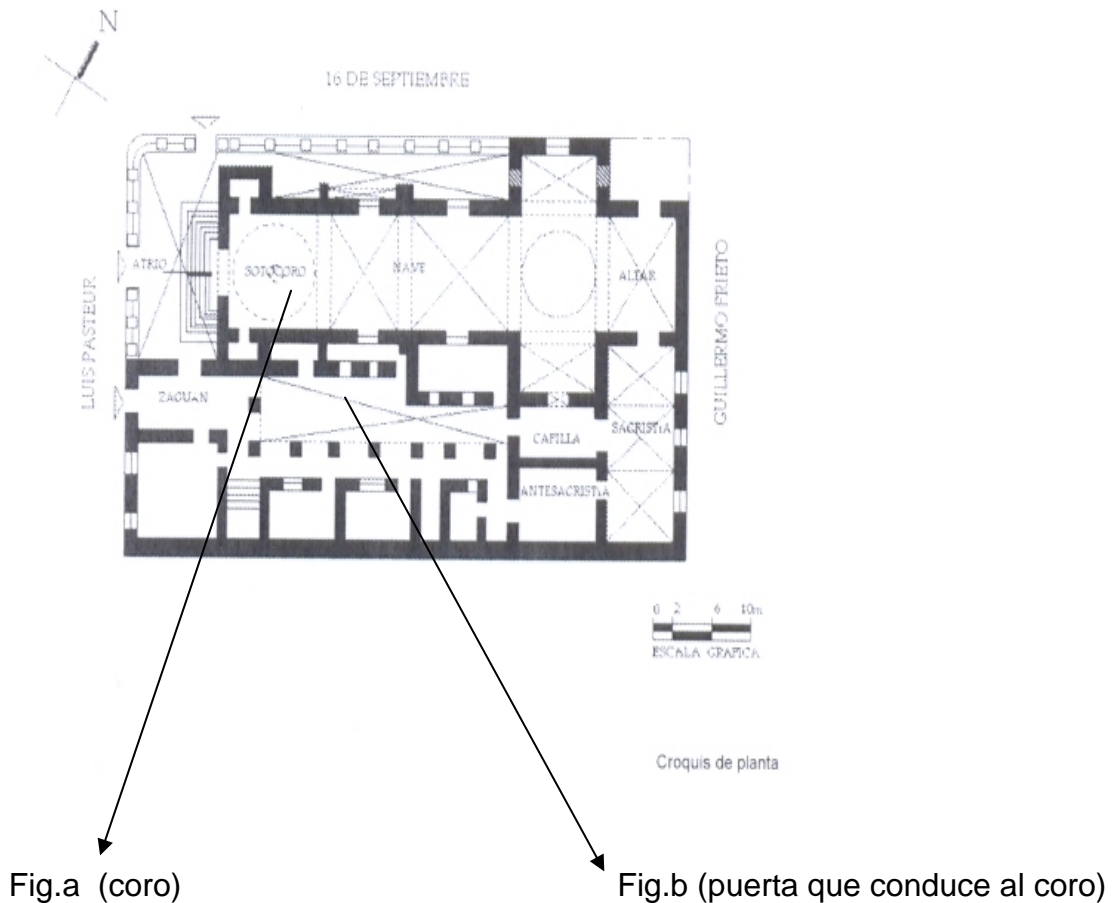 N
16 DE SEPTIEMBRE
LUIS PASTEUR
ATRIO
SOTOCORO
NAVE
ALTAR
GUILLERMO PRIETO
ZAGUAN
CAPILLA
SACRISTIA
ANTESACRISTIA
0 2 6 10m
ESCALA GRAFICA
Croquis de planta
Fig.a (coro)
Fig.b (puerta que conduce al coro)